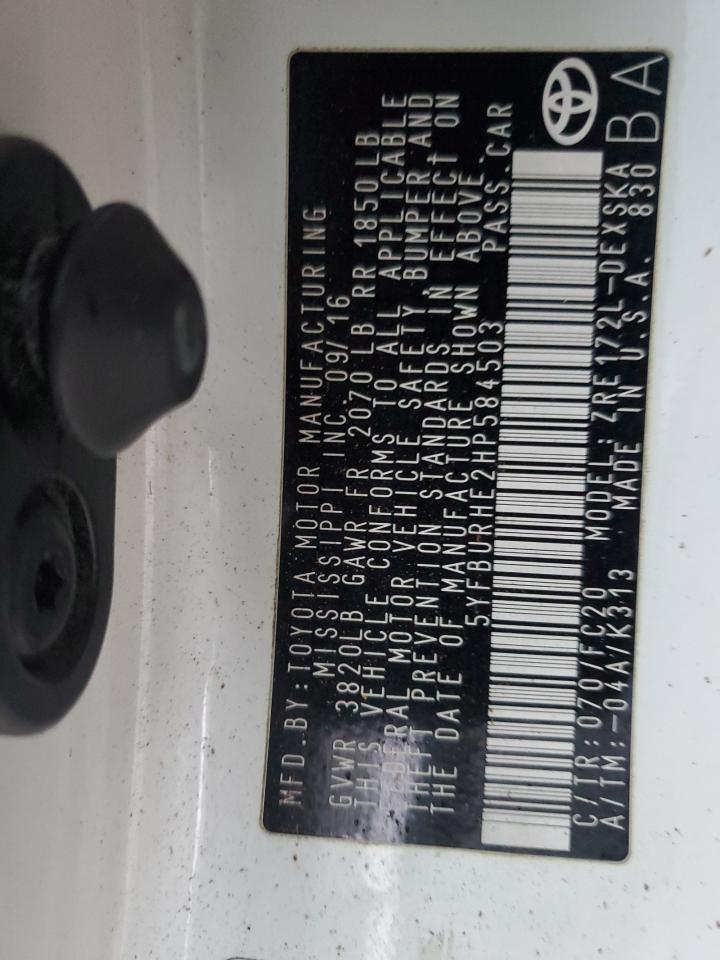 MFD.BY:TOYOTA MOTOR MANUFACTURING
MISSISSIPPI INC 09/16
GVWR 3820LB GAWR FR 2070 LB RR 1850LB
THIS VEHICLE CONFORMS TO ALL APPLICABLE
FEDERAL MOTOR VEHICLE SAFETY, BUMPER AND
THEFT PREVENTION STANDARDS IN EFFECT ON
THE DATE OF MANUFACTURE SHOWN ABOVE.
5YFBURHE2HP584503 PASS.CAR
C/TR:070/FC20 MODEL:ZRE172L-DEXSKA
A/TM:-04A/K313 MADE IN U.S.A. 830 BA